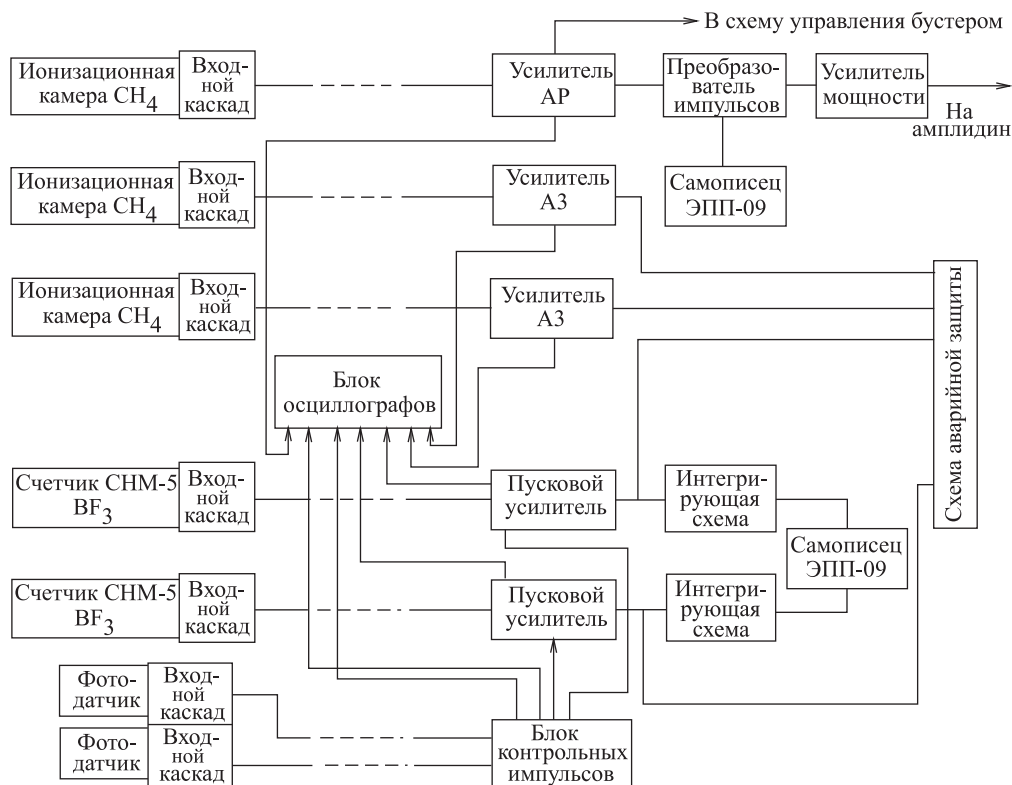 В схему управления бустером
Ионизационная
камера CH4
Вход-
ной
каскад
Усилитель
АР
Преобразо-
ватель
импульсов
Усилитель
мощности
На
амплидин
Ионизационная
камера CH4
Вход-
ной
каскад
Усилитель
АЗ
Самописец
ЭПП-09
Ионизационная
камера CH4
Вход-
ной
каскад
Усилитель
АЗ
Схема аварийной защиты
Блок
осциллографов
Счетчик СНМ-5
BF3
Вход-
ной
каскад
Пусковой
усилитель
Интегри-
рующая
схема
Самописец
ЭПП-09
Счетчик СНМ-5
BF3
Вход-
ной
каскад
Пусковой
усилитель
Интегри-
рующая
схема
Фото-
датчик
Вход-
ной
каскад
Фото-
датчик
Вход-
ной
каскад
Блок
контрольных
импульсов